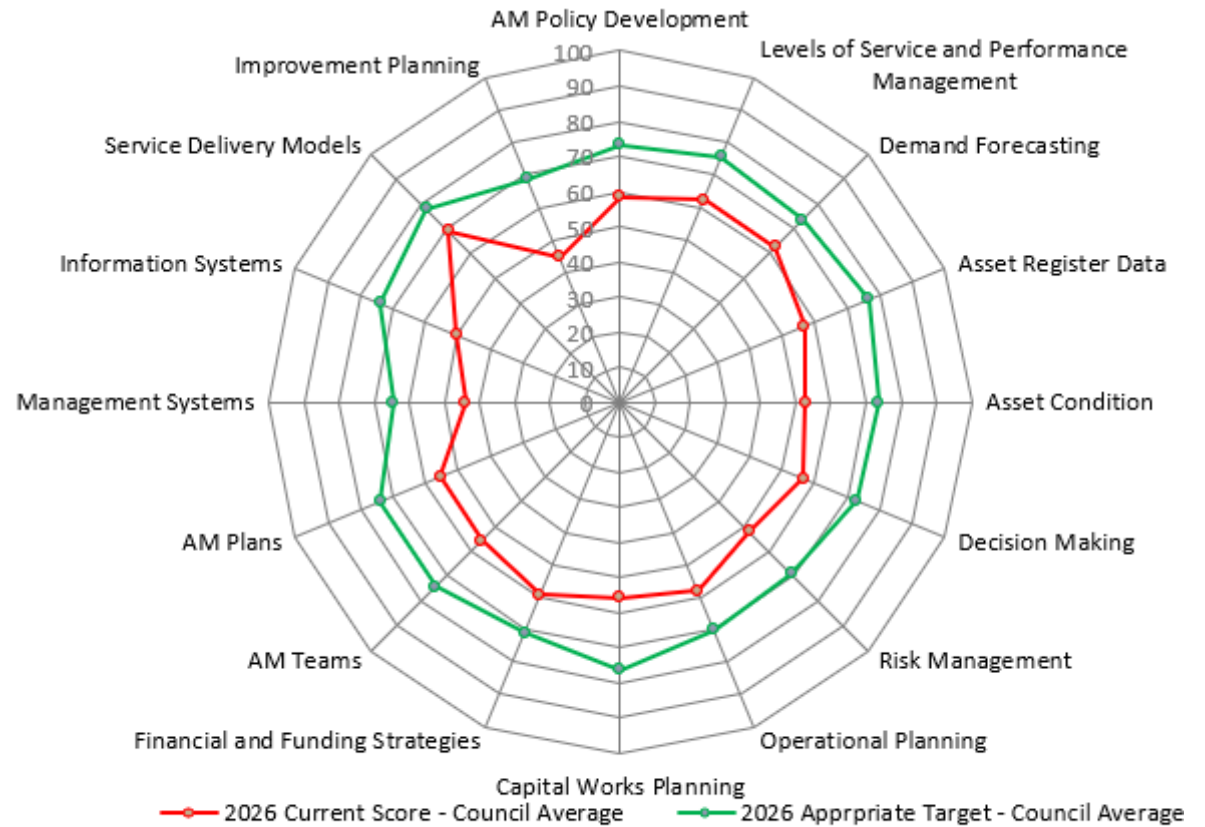 AM Policy Development
Levels of Service and Performance
Management
Demand Forecasting
Asset Register Data
Asset Condition
Decision Making
Risk Management
Operational Planning
Capital Works Planning
Financial and Funding Strategies
AM Teams
AM Plans
Management Systems
Information Systems
Service Delivery Models
Improvement Planning
100
90
80
70
60
50
40
30
20
10
0
2026 Current Score - Council Average
2026 Apprpriate Target - Council Average